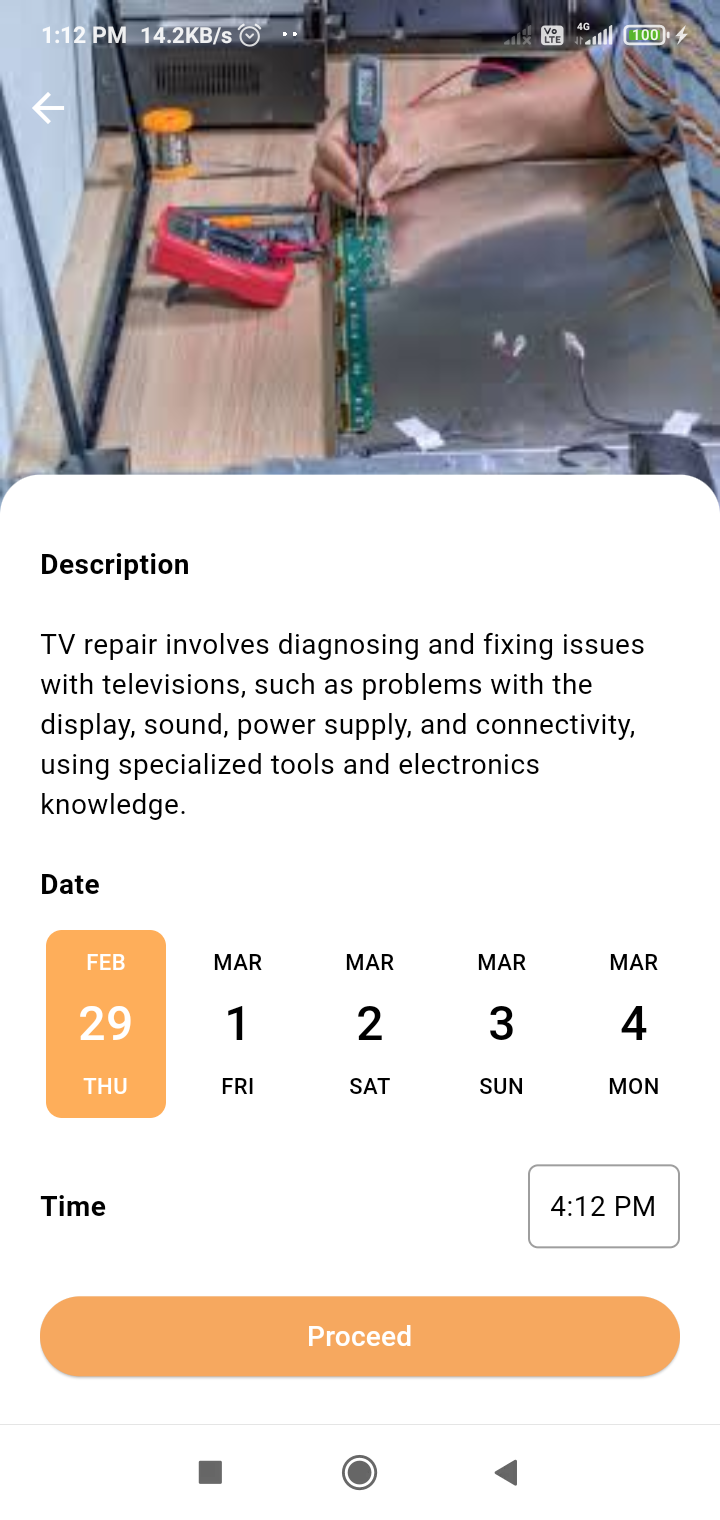 1:12 PM 14.2KB/s
Vo LTE 4G 100
Description
TV repair involves diagnosing and fixing issues
with televisions, such as problems with the
display, sound, power supply, and connectivity,
using specialized tools and electronics
knowledge.
Date
FEB MAR MAR MAR MAR
29 1 2 3 4
THU FRI SAT SUN MON
Time 4:12 PM
Proceed